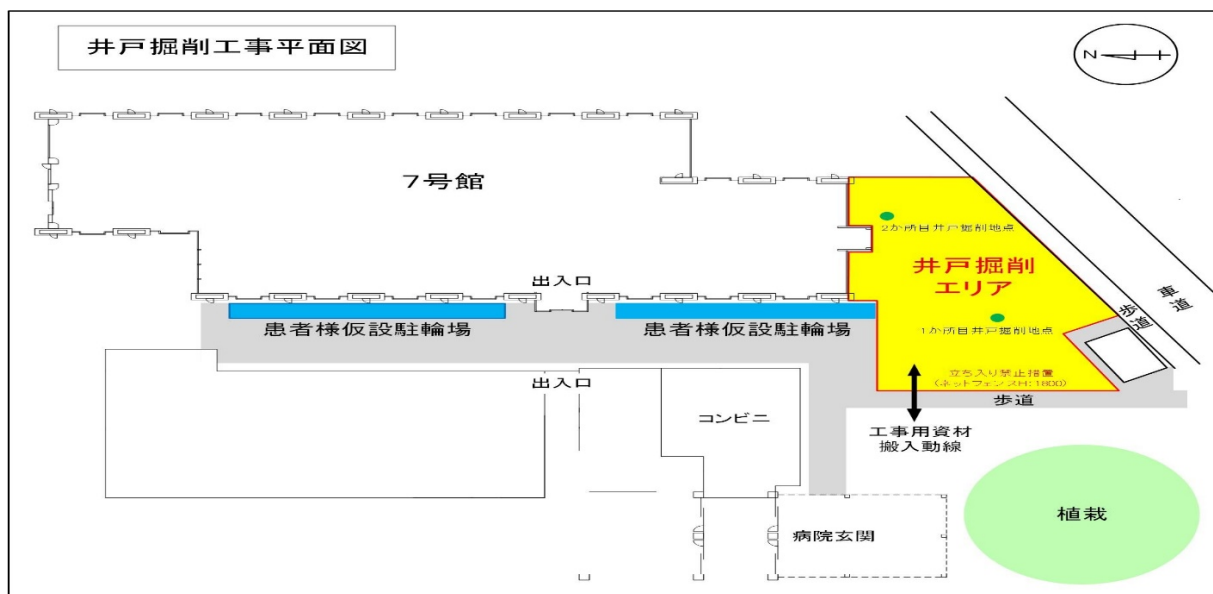 井戸掘削工事平面図
N
7号館
2か所目井戸掘削地点
井戸掘削
エリア
車道
歩道
出入口
患者様仮設駐輪場
患者様仮設駐輪場
1か所目井戸掘削地点
立ち入り禁止措置
(ネットフェンスH:1800)
出入口
歩道
コンビニ
工事用資材
搬入動線
植栽
病院玄関